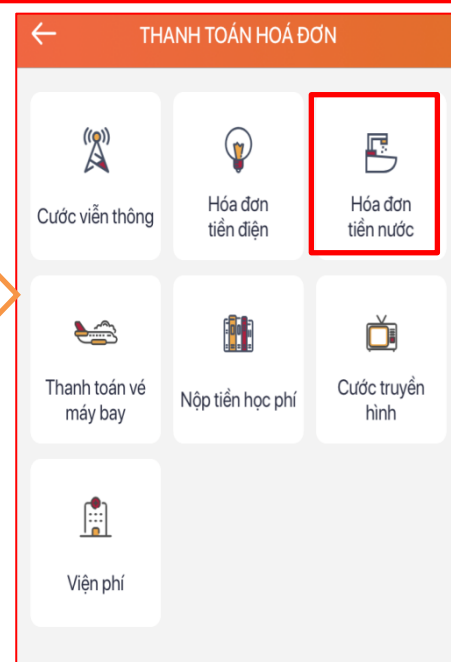 THANH TOÁN HOÁ ĐƠN
Cước viễn thông
Hóa đơn
tiền điện
Hóa đơn
tiền nước
Thanh toán vé
máy bay
Nộp tiền học phí
Cước truyền
hình
Viện phí